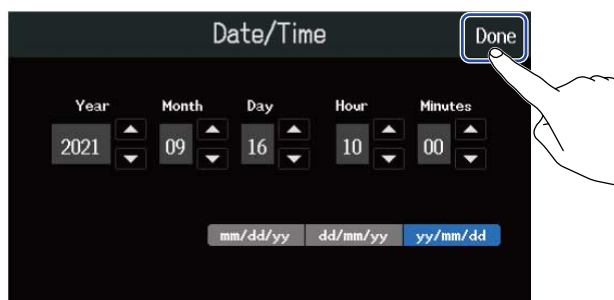 Date/Time Done
Year Month Day Hour Minutes
2021 09 16 10 00
mm/dd/yy dd/mm/yy yy/mm/dd